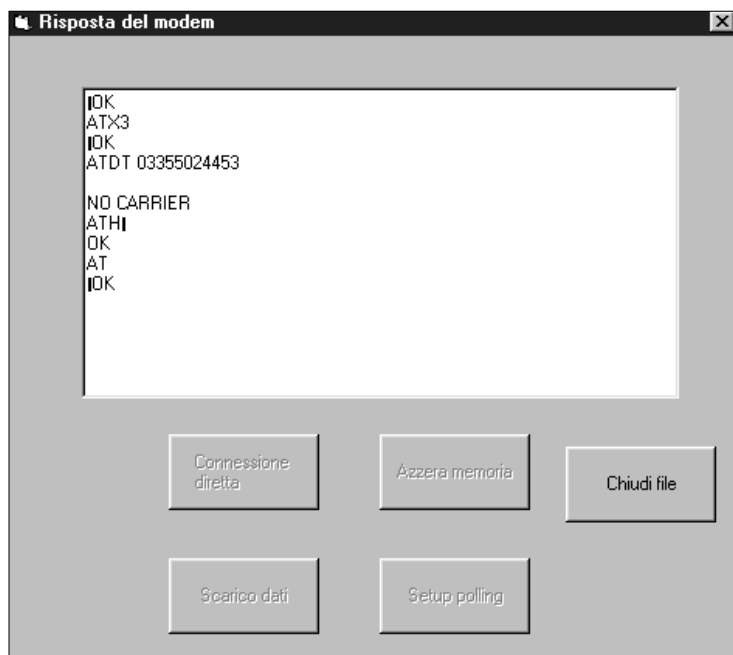 Risposta del modem
OK
ATX3
OK
ATDT 03355024453
NO CARRIER
ATH
OK
AT
OK
Connessione
diretta
Azzera memoria
Chiudi file
Scarico dati
Setup polling